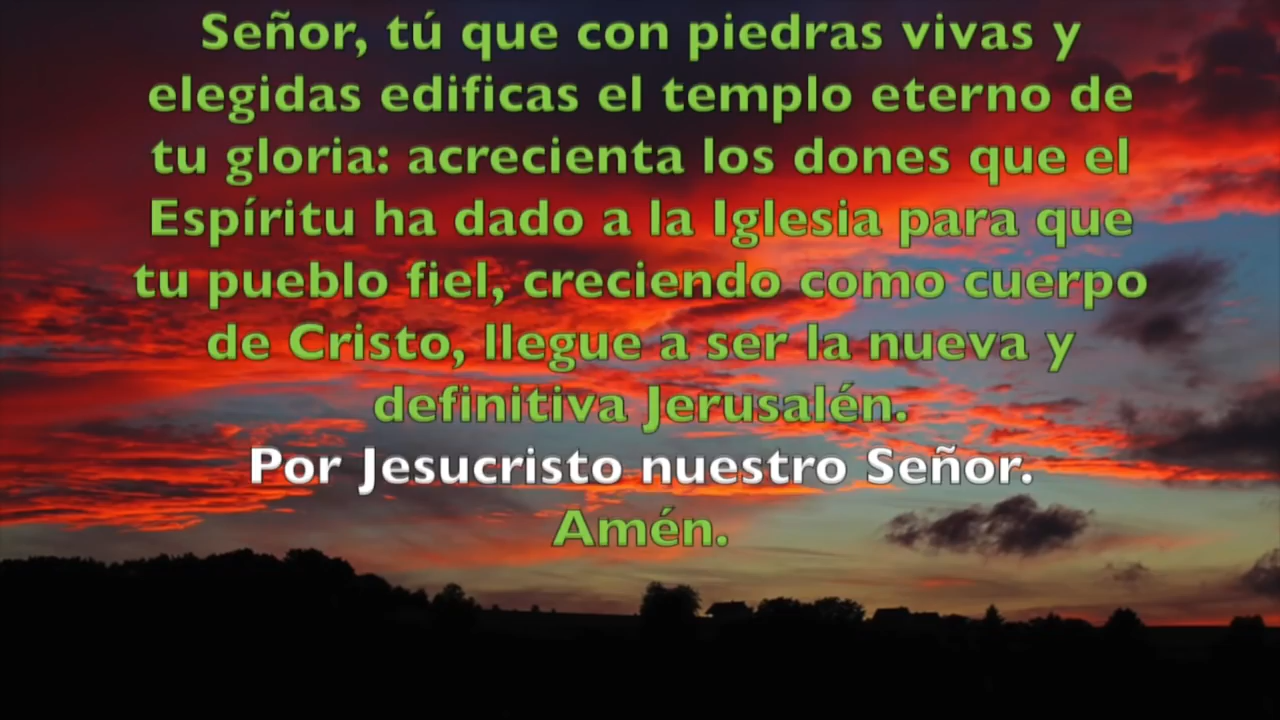 Señor, tú que con piedras vivas y
elegidas edificas el templo eterno de
tu gloria: acrecienta los dones que el
Espíritu ha dado a la Iglesia para que
tu pueblo fiel, creciendo como cuerpo
de Cristo, llegue a ser la nueva y
definitiva Jerusalén.
Por Jesucristo nuestro Señor.
Amén.